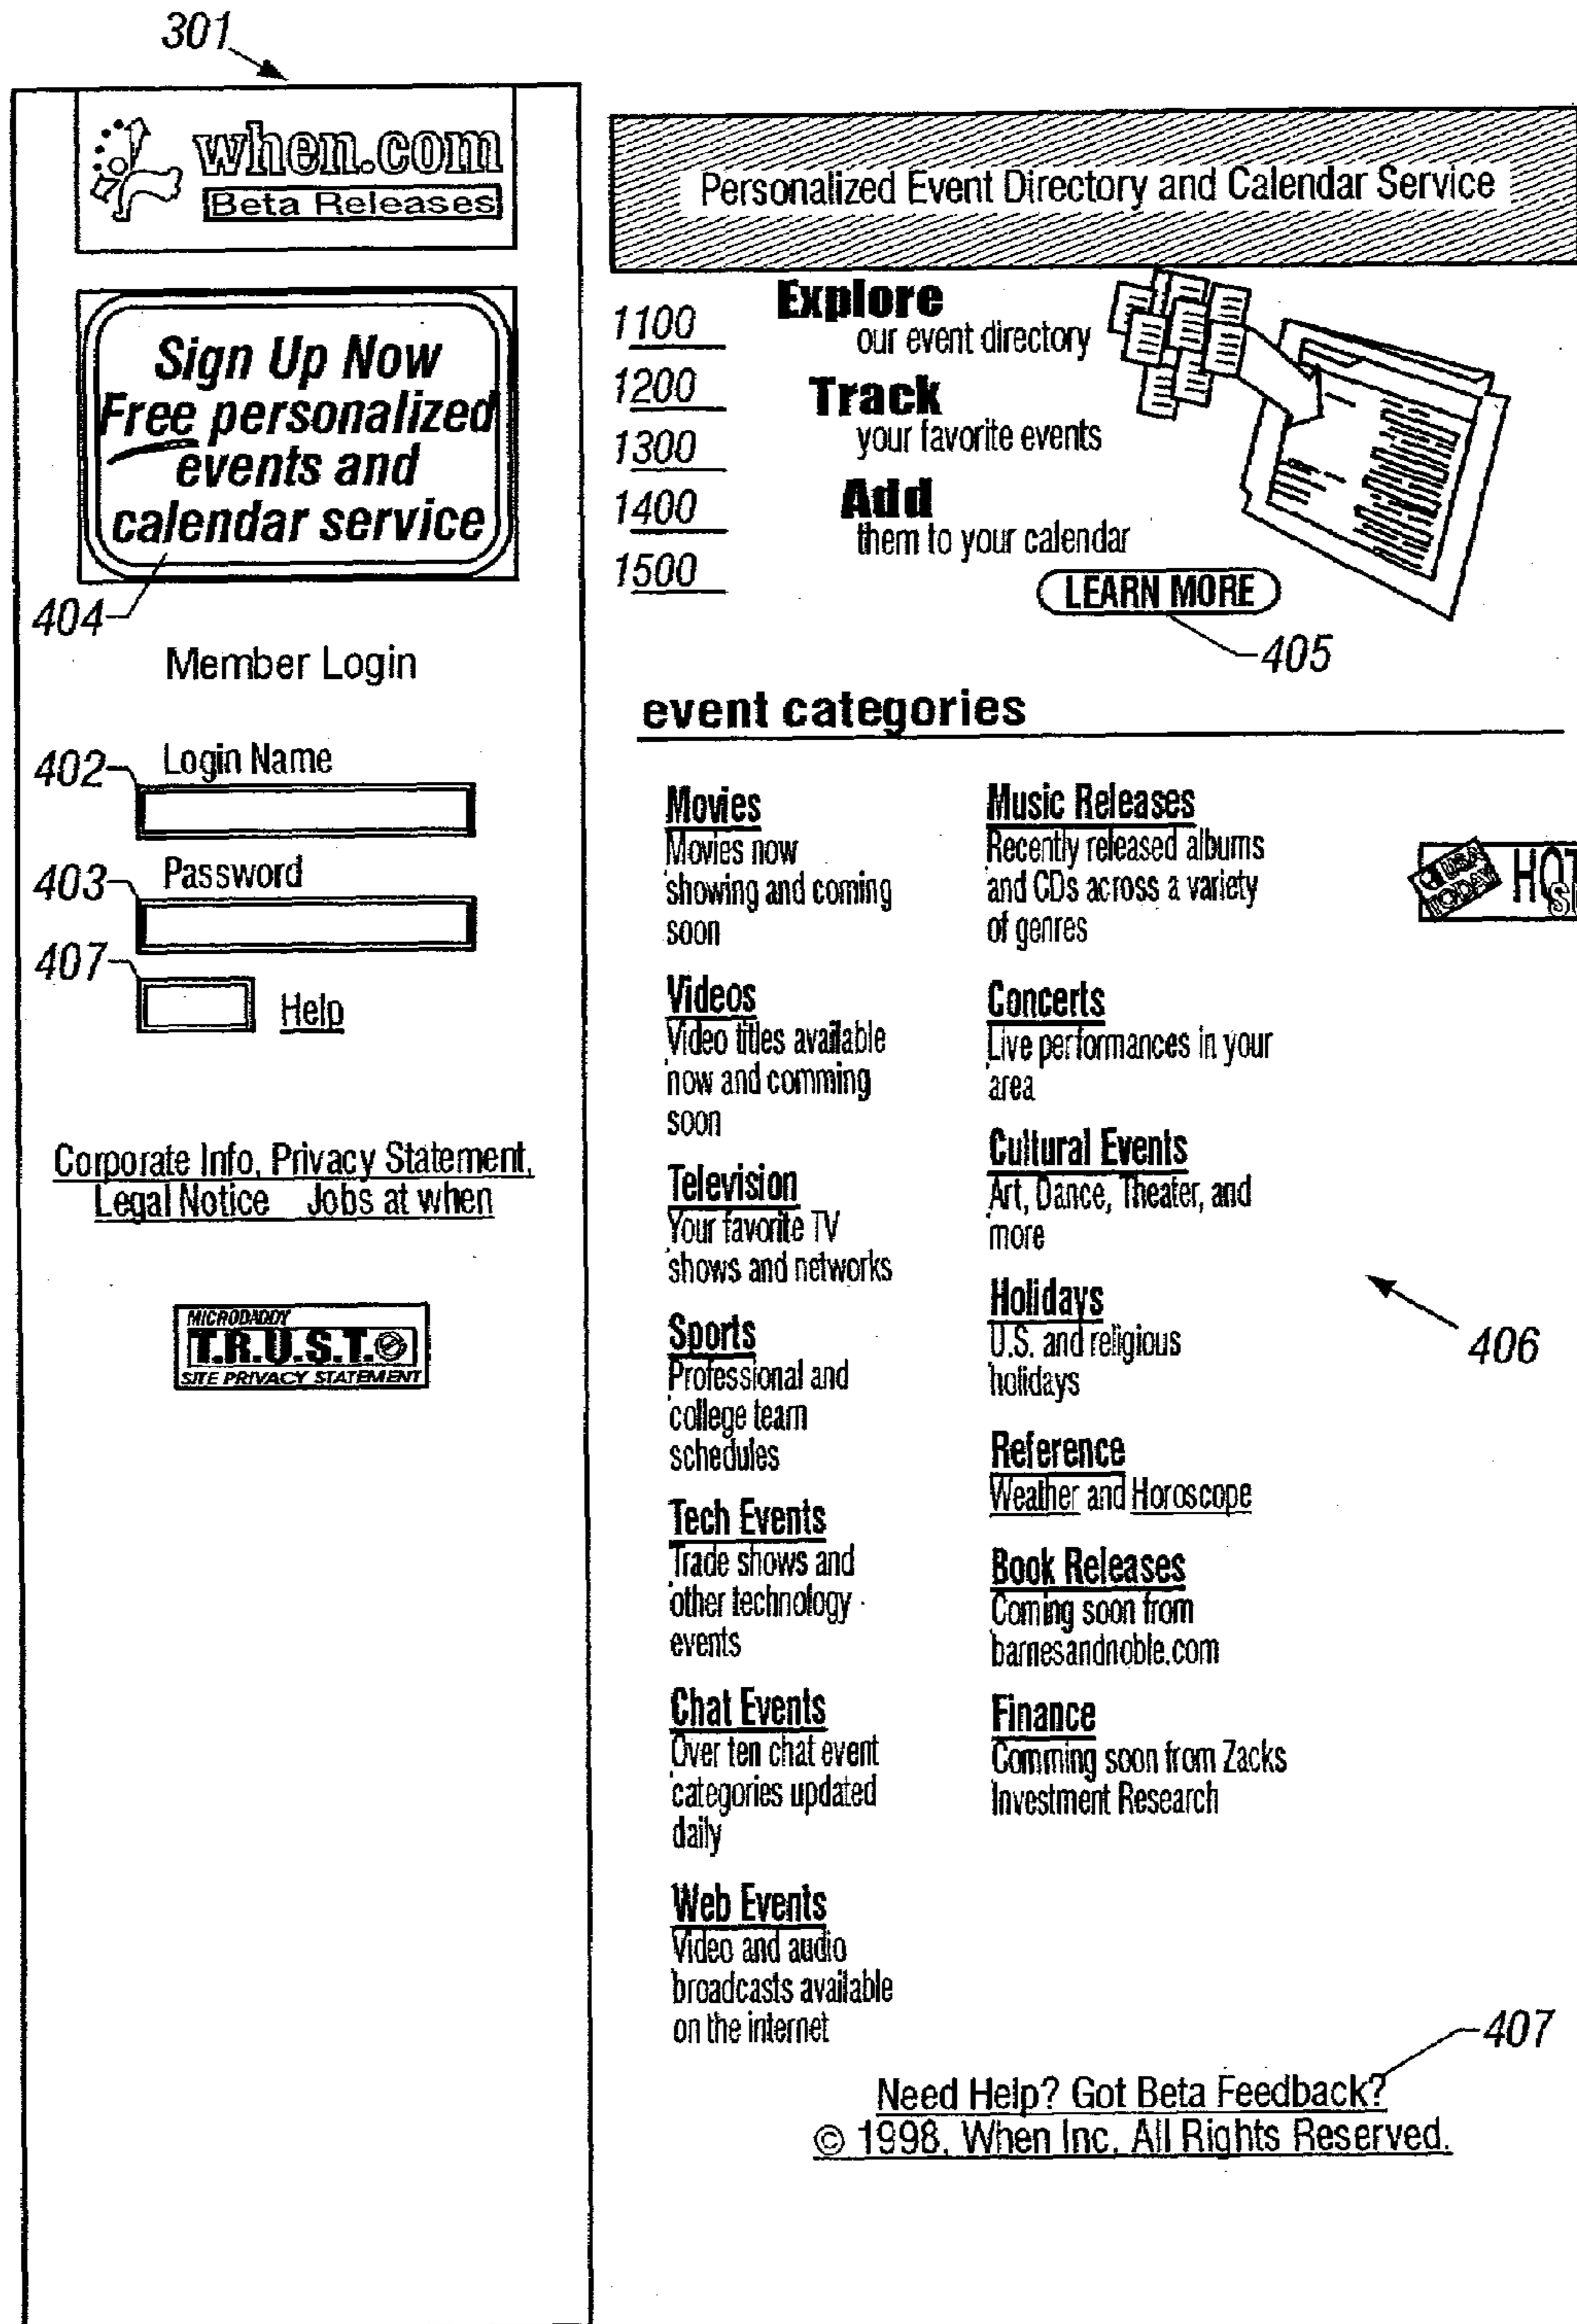 301
when.com
Beta Releases
Sign Up Now
Free personalized
events and
calendar service
404
Member Login
402
Login Name
403
Password
407
Help
Corporate Info, Privacy Statement,
Legal Notice Jobs at when
MICRODADDY
T.R.U.S.T.e
SITE PRIVACY STATEMENT
Personalized Event Directory and Calendar Service
1100
1200
1300
1400
1500
Explore
our event directory
Track
your favorite events
Add
them to your calendar
LEARN MORE
405
event categories
Movies
Movies now
showing and coming
soon
Videos
Video titles available
now and comming
soon
Television
Your favorite TV
shows and networks
Sports
Professional and
college team
schedules
Tech Events
Trade shows and
other technology
events
Chat Events
Over ten chat event
categories updated
daily
Web Events
Video and audio
broadcasts available
on the internet
Music Releases
Recently released albums
and CDs across a variety
of genres
Concerts
Live performances in your
area
Cultural Events
Art, Dance, Theater, and
more
Holidays
U.S. and religious
holidays
Reference
Weather and Horoscope
Book Releases
Coming soon from
barnesandnoble.com
Finance
Comming soon from Zacks
Investment Research
USA
TODAY
406
407
Need Help? Got Beta Feedback?
© 1998, When Inc. All Rights Reserved.